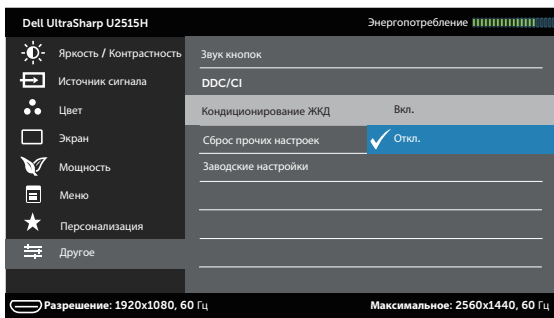 Dell UltraSharp U2515H Энергопотребление
Яркость / Контрастность Звук кнопок
Источник сигнала DDC/CI
Цвет Кондиционирование ЖКД Вкл.
Экран Сброс прочих настроек Откл.
Мощность Заводские настройки
Меню
Персонализация
Другое
Разрешение: 1920x1080, 60 Гц Максимальное: 2560x1440, 60 Гц